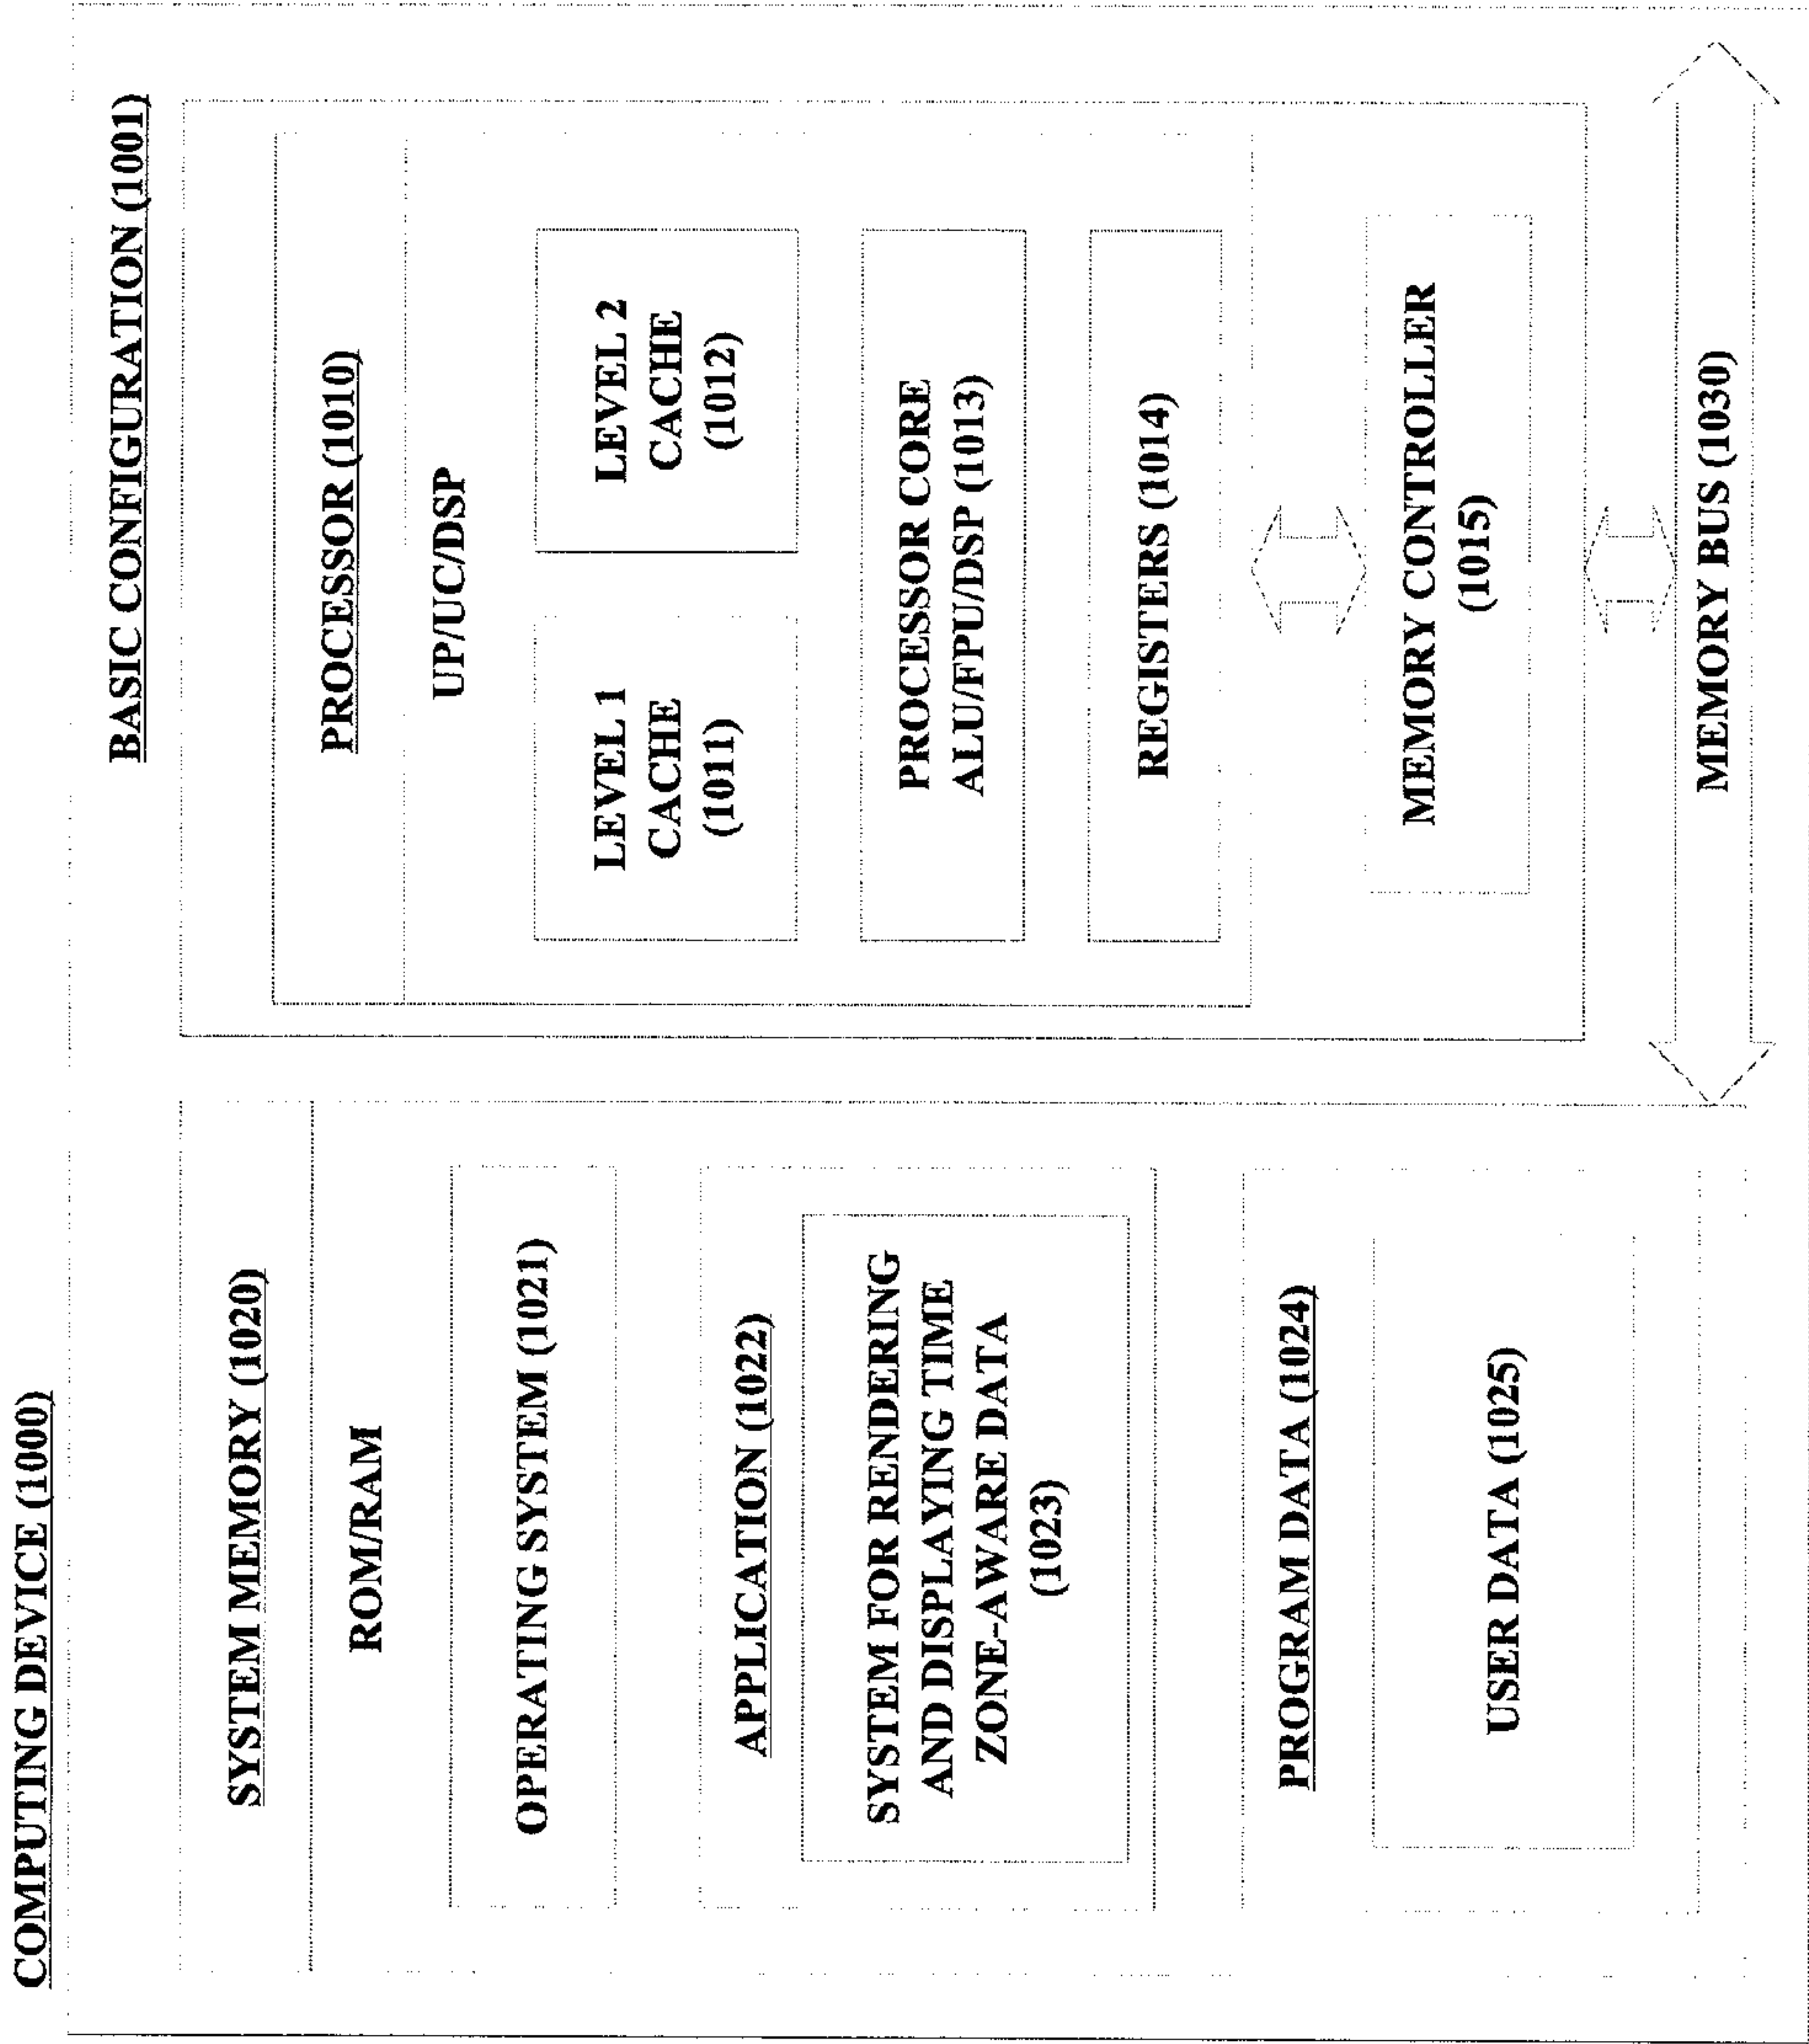 COMPUTING DEVICE (1000)
SYSTEM MEMORY (1020)
ROM/RAM
OPERATING SYSTEM (1021)
APPLICATION (1022)
SYSTEM FOR RENDERING
AND DISPLAYING TIME
ZONE-AWARE DATA
(1023)
PROGRAM DATA (1024)
USER DATA (1025)
BASIC CONFIGURATION (1001)
PROCESSOR (1010)
UP/UC/DSP
LEVEL 1
CACHE
(1011)
LEVEL 2
CACHE
(1012)
PROCESSOR CORE
ALU/FPU/DSP (1013)
REGISTERS (1014)
MEMORY CONTROLLER
(1015)
MEMORY BUS (1030)